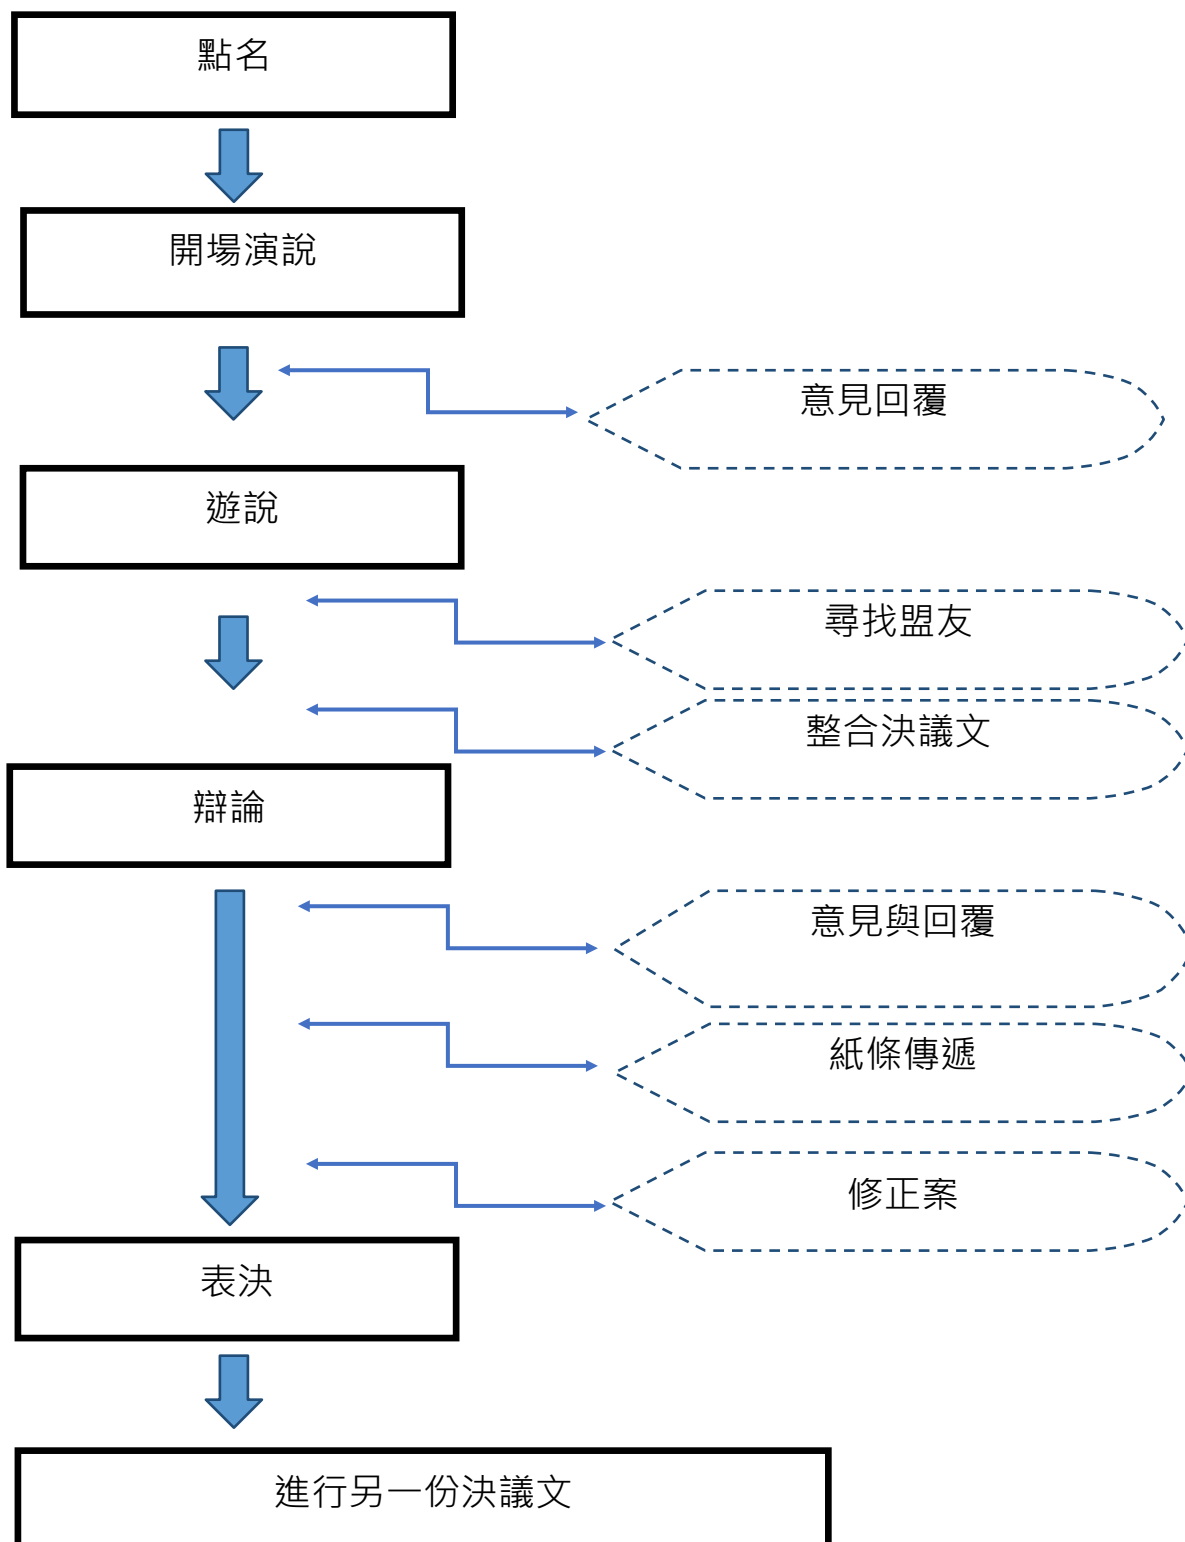 點名
開場演說
意見回覆
遊說
尋找盟友
整合決議文
辯論
意見與回覆
紙條傳遞
修正案
表決
進行另一份決議文